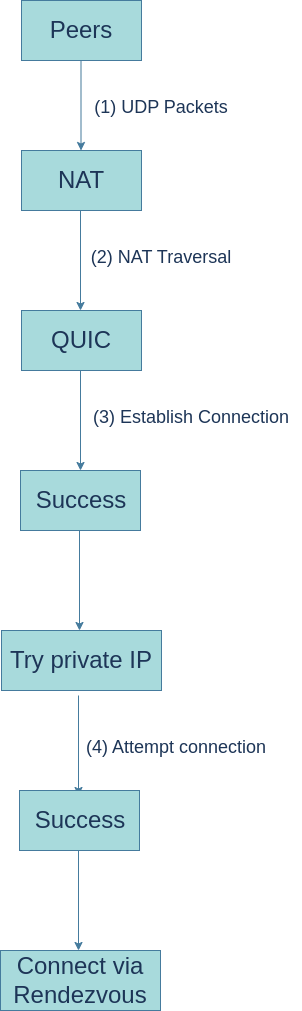 Peers
(1) UDP Packets
NAT
(2) NAT Traversal
QUIC
(3) Establish Connection
Success
Try private IP
(4) Attempt connection
Success
Connect via
Rendezvous